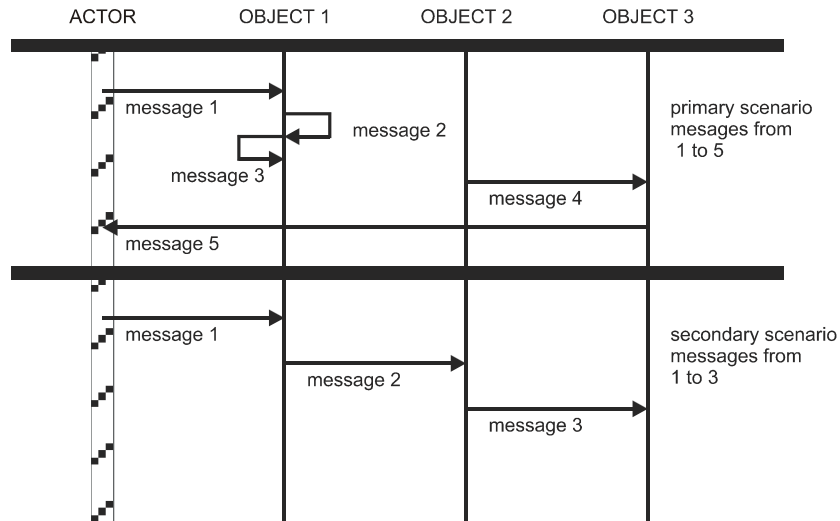 ACTOR OBJECT 1 OBJECT 2 OBJECT 3
message 1
message 2
message 3
message 4
message 5
primary scenario
mesages from
1 to 5
message 1
message 2
message 3
secondary scenario
messages from
1 to 3